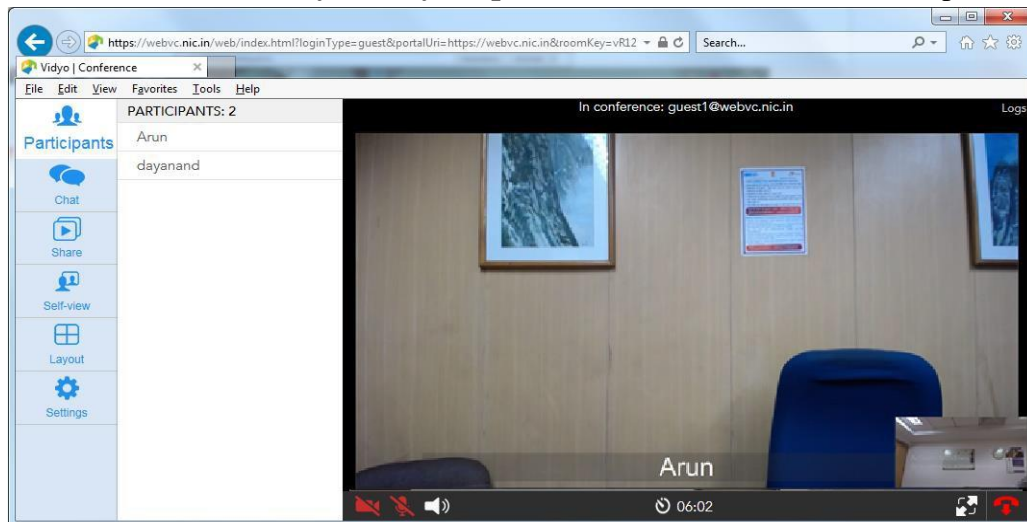 https://webvc.nic.in/web/index.html?loginType=guest&portalUri=https://webvc.nic.in&roomKey=vR12
Search...
Vidyo | Conference
File Edit View Favorites Tools Help
PARTICIPANTS: 2
Arun
dayanand
Participants
Chat
Share
Self-view
Layout
Settings
In conference: guest1@webvc.nic.in
Logs
Arun
06:02